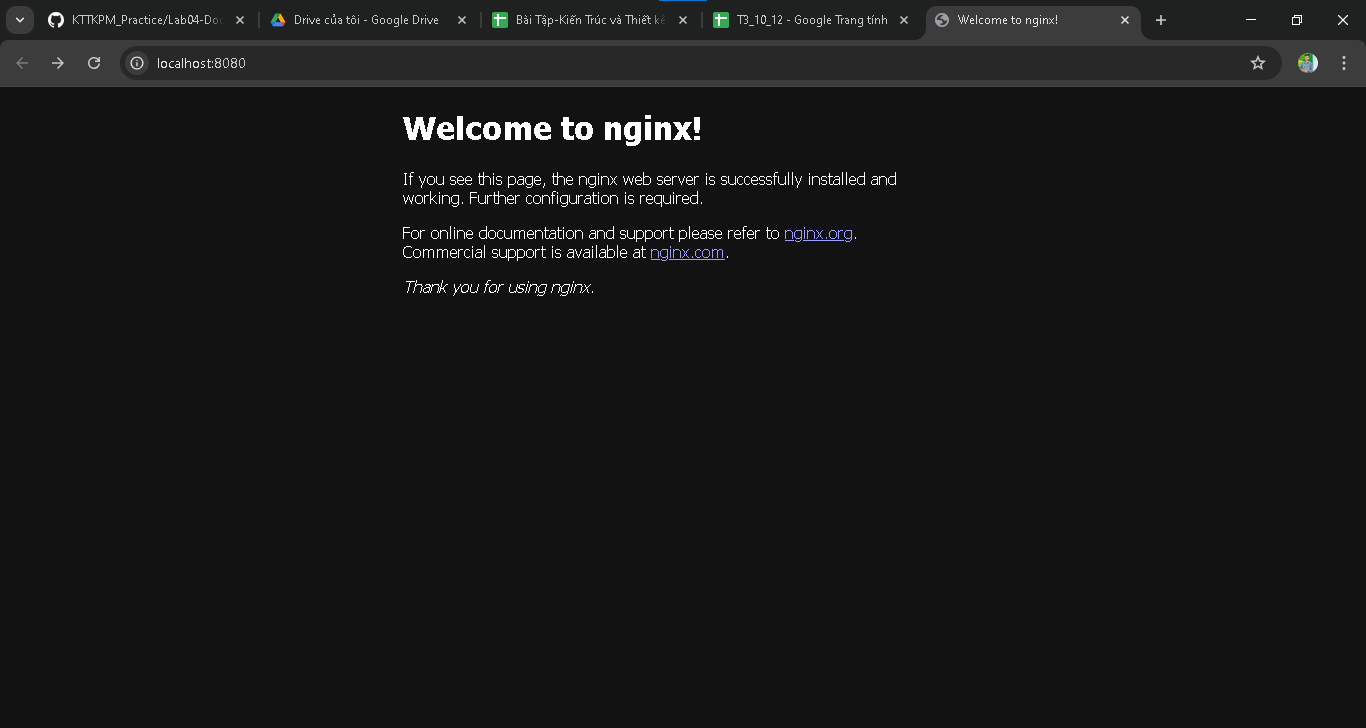 KTTKPM_Practice/Lab04-Do
Drive của tôi - Google Drive
Bài Tập-Kiến Trúc và Thiết kế
T3_10_12 - Google Trang tính
Welcome to nginx!
localhost:8080
Welcome to nginx!
If you see this page, the nginx web server is successfully installed and
working. Further configuration is required.
For online documentation and support please refer to nginx.org.
Commercial support is available at nginx.com.
Thank you for using nginx.